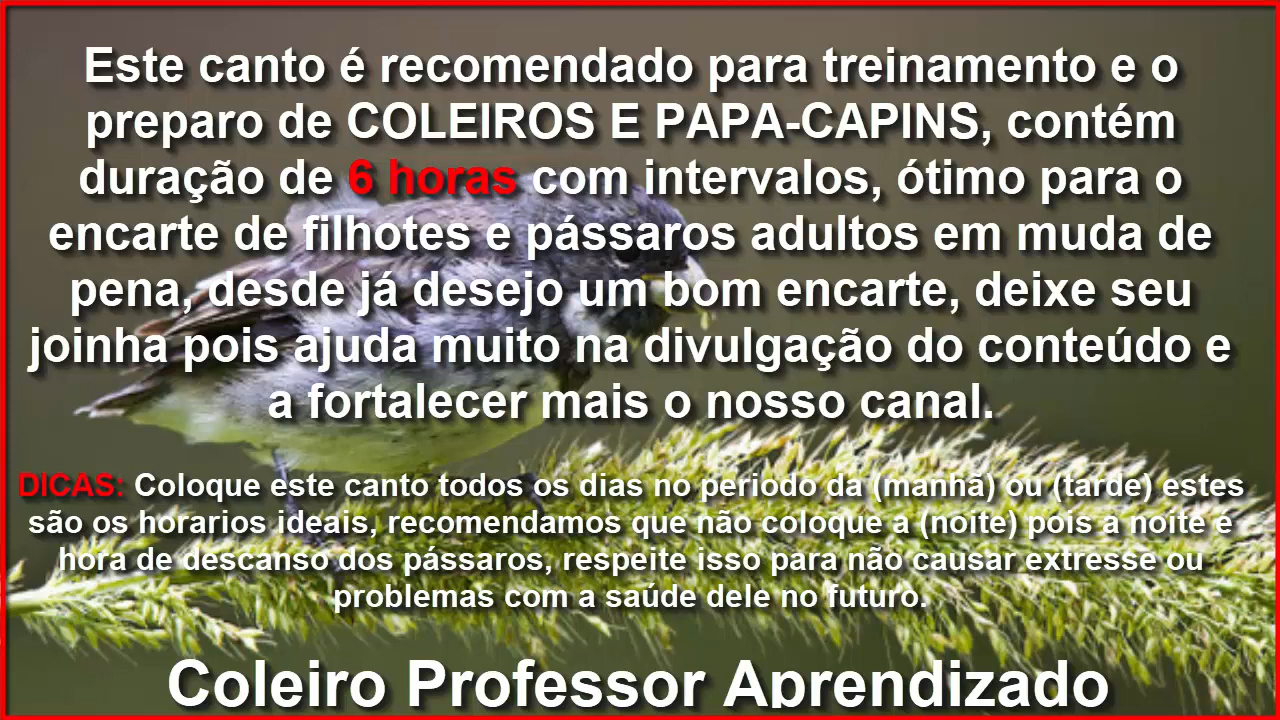 Este canto é recomendado para treinamento e o
preparo de COLEIROS E PAPA-CAPINS, contém
duração de 6 horas com intervalos, ótimo para o
encarte de filhotes e pássaros adultos em muda de
pena, desde já desejo um bom encarte, deixe seu
joinha pois ajuda muito na divulgação do conteúdo e
a fortalecer mais o nosso canal.
DICAS: Coloque este canto todos os dias no periodo da (manhã) ou (tarde) estes
são os horarios ideais, recomendamos que não coloque a (noite) pois a noite é
hora de descanso dos pássaros, respeite isso para não causar extresse ou
problemas com a saúde dele no futuro.
Coleiro Professor Aprendizado